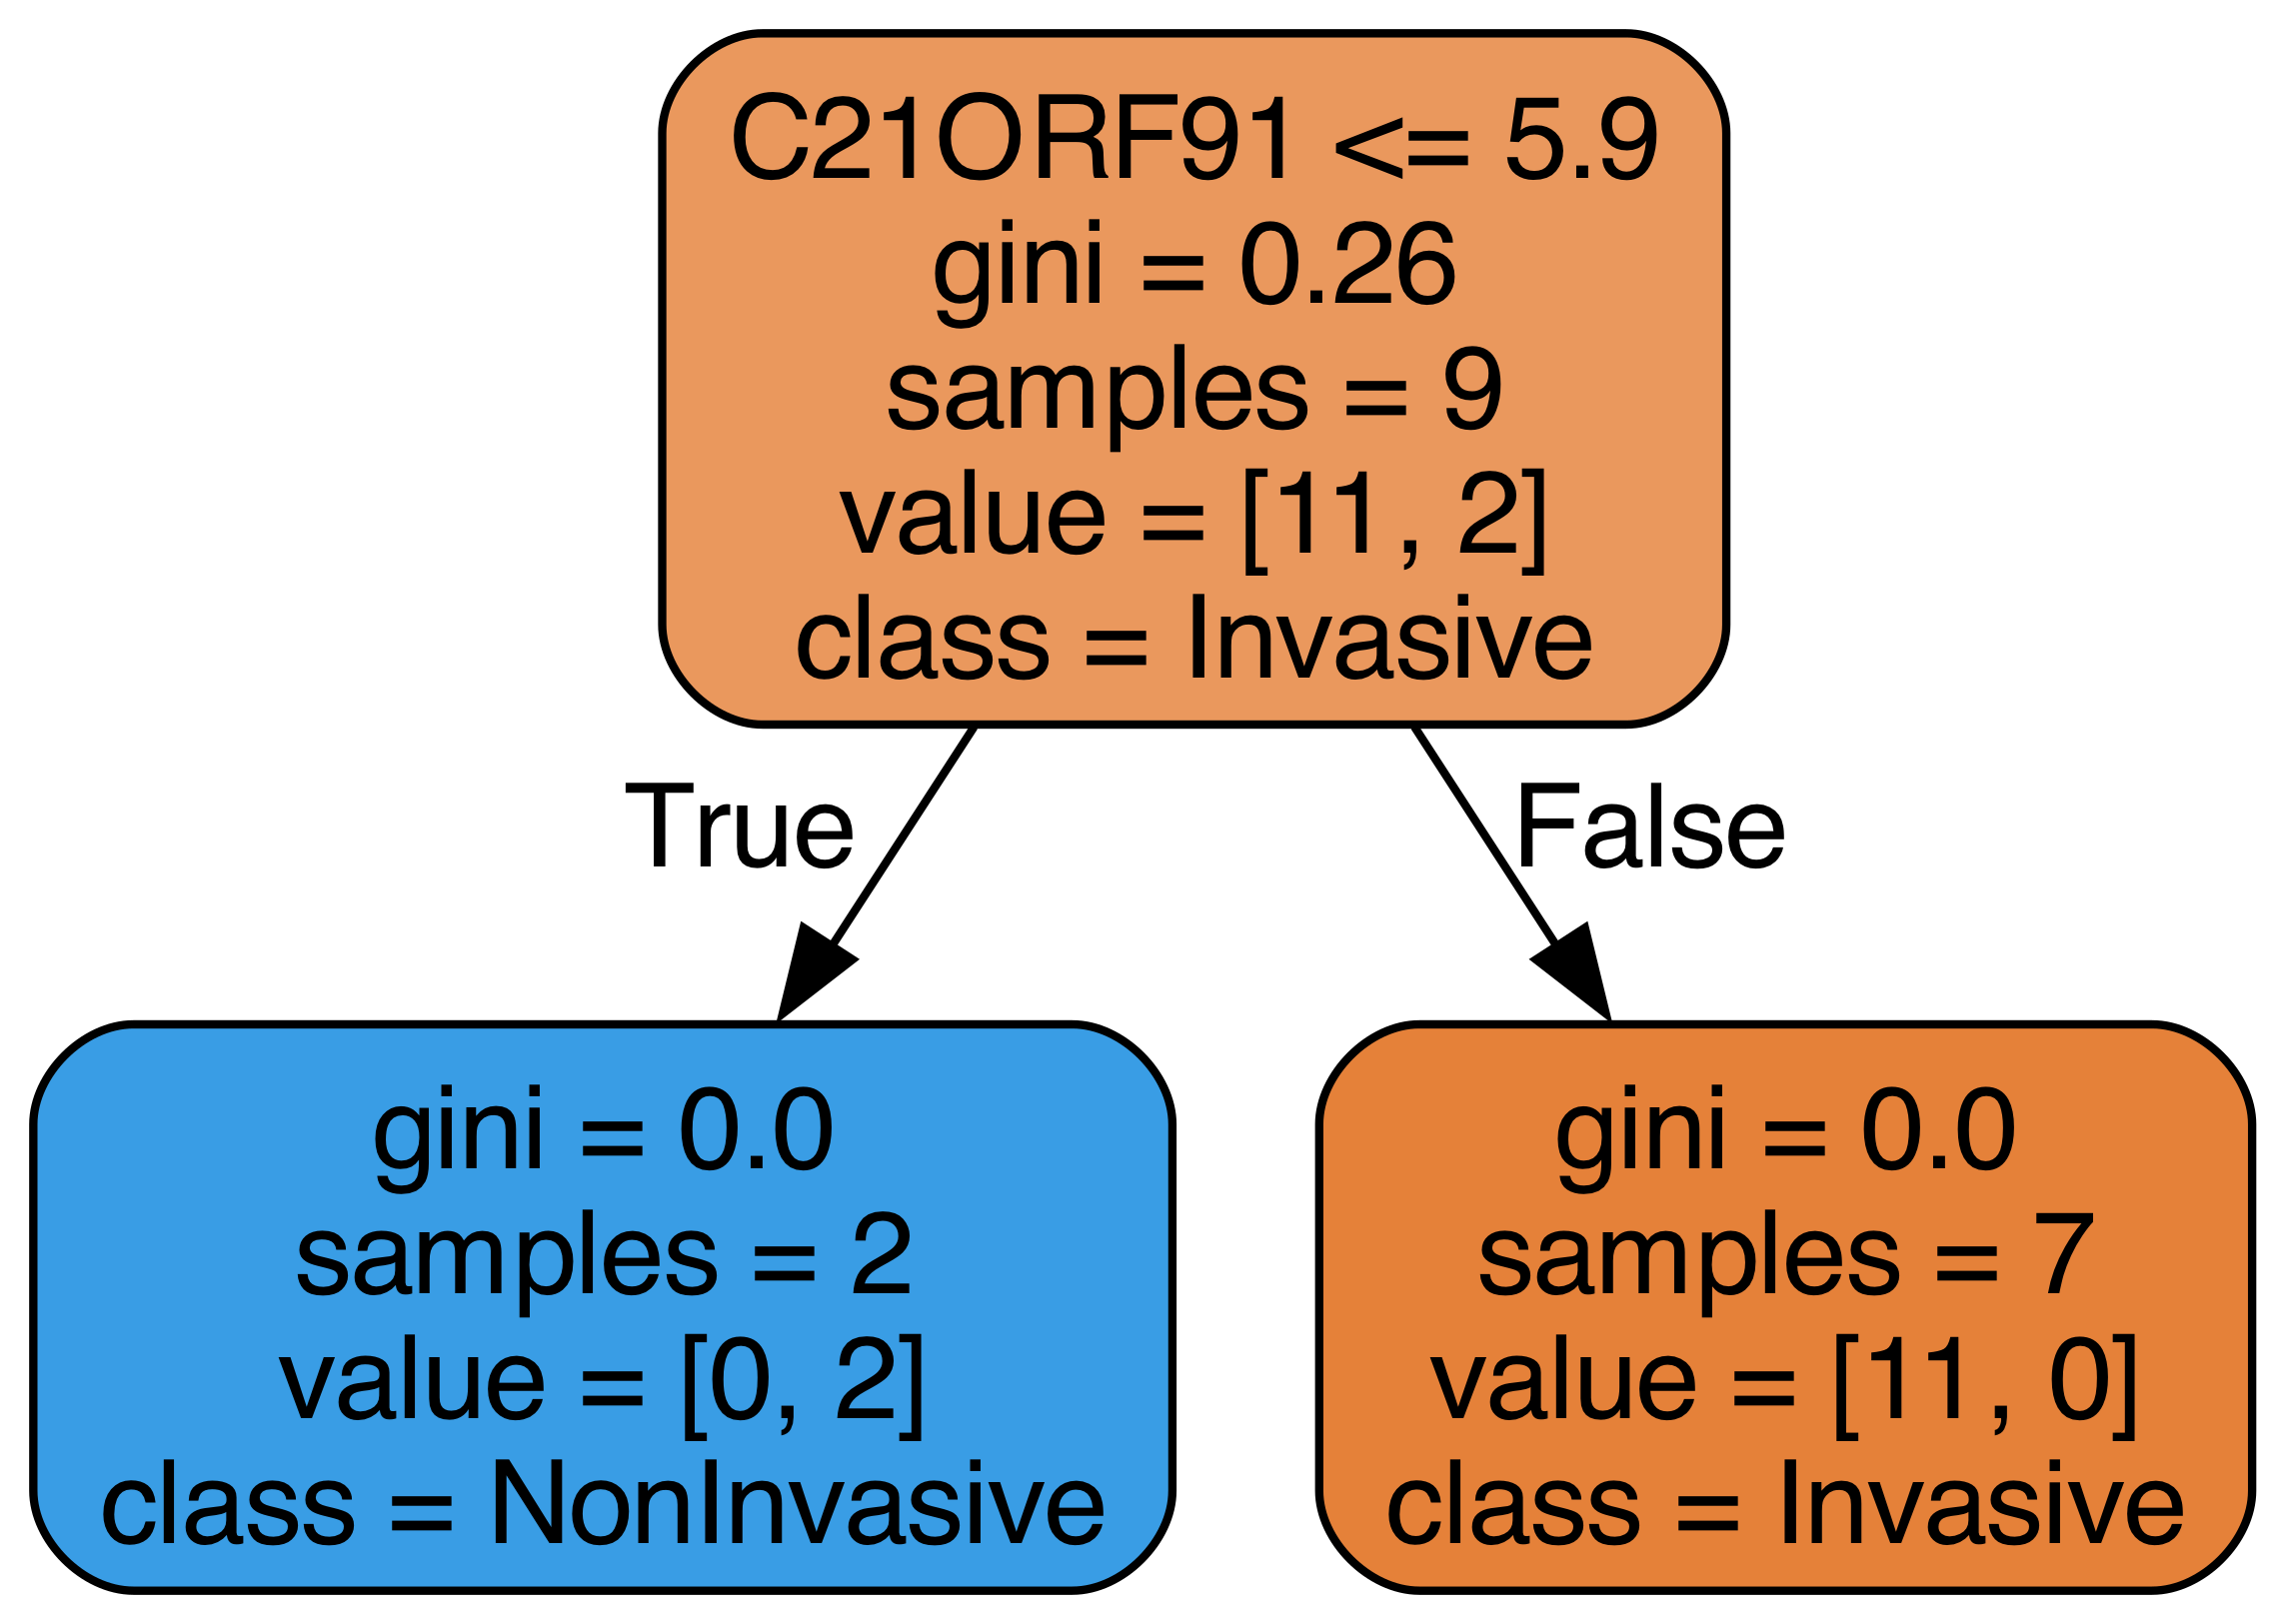 C21ORF91 <= 5.9
gini = 0.26
samples = 9
value = [11, 2]
class = Invasive
True
False
gini = 0.0
samples = 2
value = [0, 2]
class = NonInvasive
gini = 0.0
samples = 7
value = [11, 0]
class = Invasive